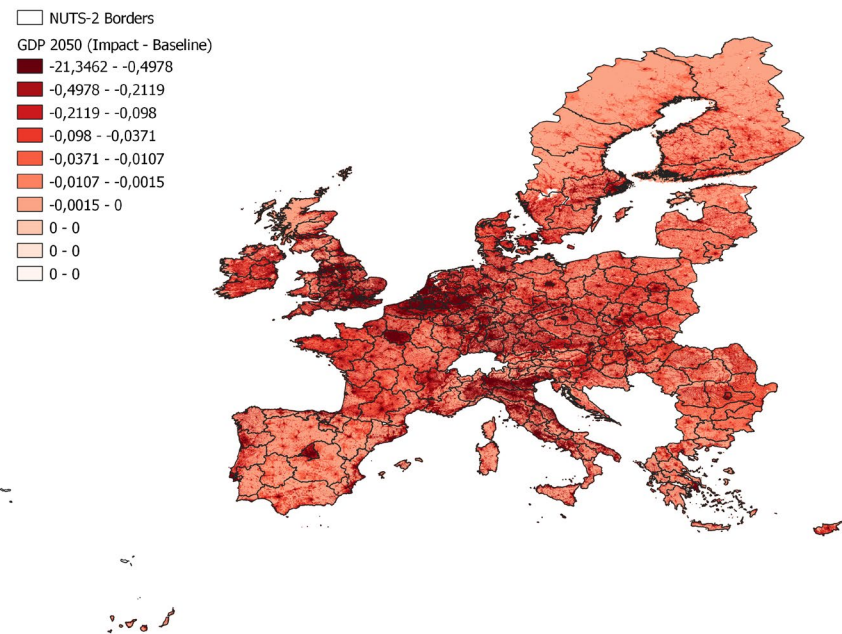 NUTS-2 Borders
GDP 2050 (Impact - Baseline)
-21,3462 - -0,4978
-0,4978 - -0,2119
-0,2119 - -0,098
-0,098 - -0,0371
-0,0371 - -0,0107
-0,0107 - -0,0015
-0,0015 - 0
0 - 0
0 - 0
0 - 0